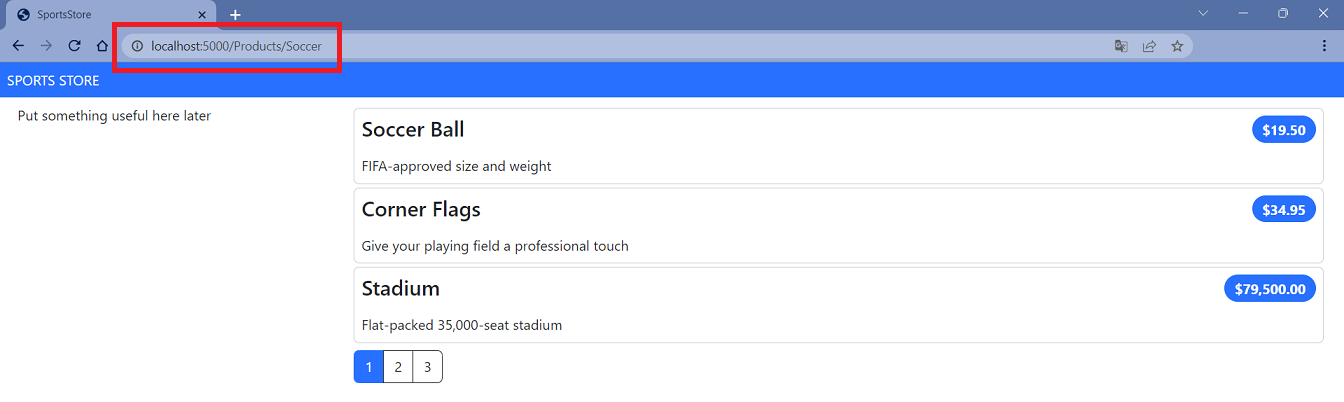 SportsStore
localhost:5000/Products/Soccer
SPORTS STORE
Put something useful here later
Soccer Ball
$19.50
FIFA-approved size and weight
Corner Flags
$34.95
Give your playing field a professional touch
Stadium
$79,500.00
Flat-packed 35,000-seat stadium
1 2 3